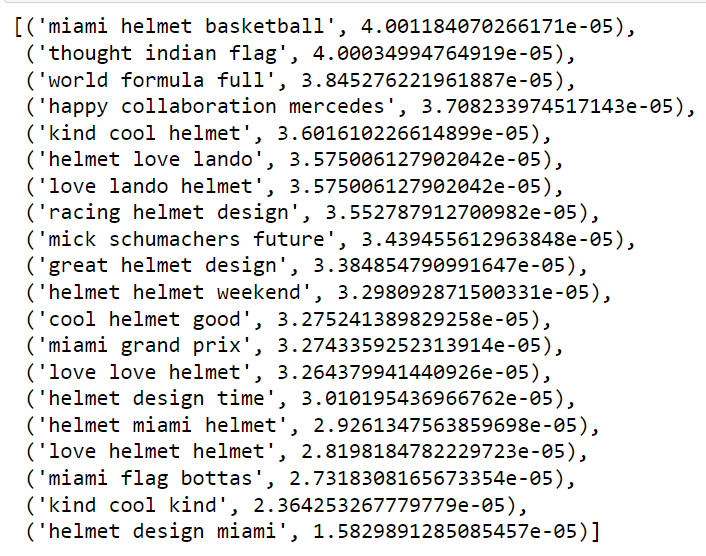 [('miami helmet basketball', 4.001184070266171e-05),
('thought indian flag', 4.00034994764919e-05),
('world formula full', 3.845276221961887e-05),
('happy collaboration mercedes', 3.708233974517143e-05),
('kind cool helmet', 3.601610226614899e-05),
('helmet love lando', 3.575006127902042e-05),
('love lando helmet', 3.575006127902042e-05),
('racing helmet design', 3.552787912700982e-05),
('mick schumachers future', 3.439455612963848e-05),
('great helmet design', 3.384854790991647e-05),
('helmet helmet weekend', 3.298092871500331e-05),
('cool helmet good', 3.275241389829258e-05),
('miami grand prix', 3.2743359252313914e-05),
('love love helmet', 3.264379941440926e-05),
('helmet design time', 3.010195436966762e-05),
('helmet miami helmet', 2.9261347563859698e-05),
('love helmet helmet', 2.8198184782229723e-05),
('miami flag bottas', 2.7318308165673354e-05),
('kind cool kind', 2.364253267779779e-05),
('helmet design miami', 1.5829891285085457e-05)]